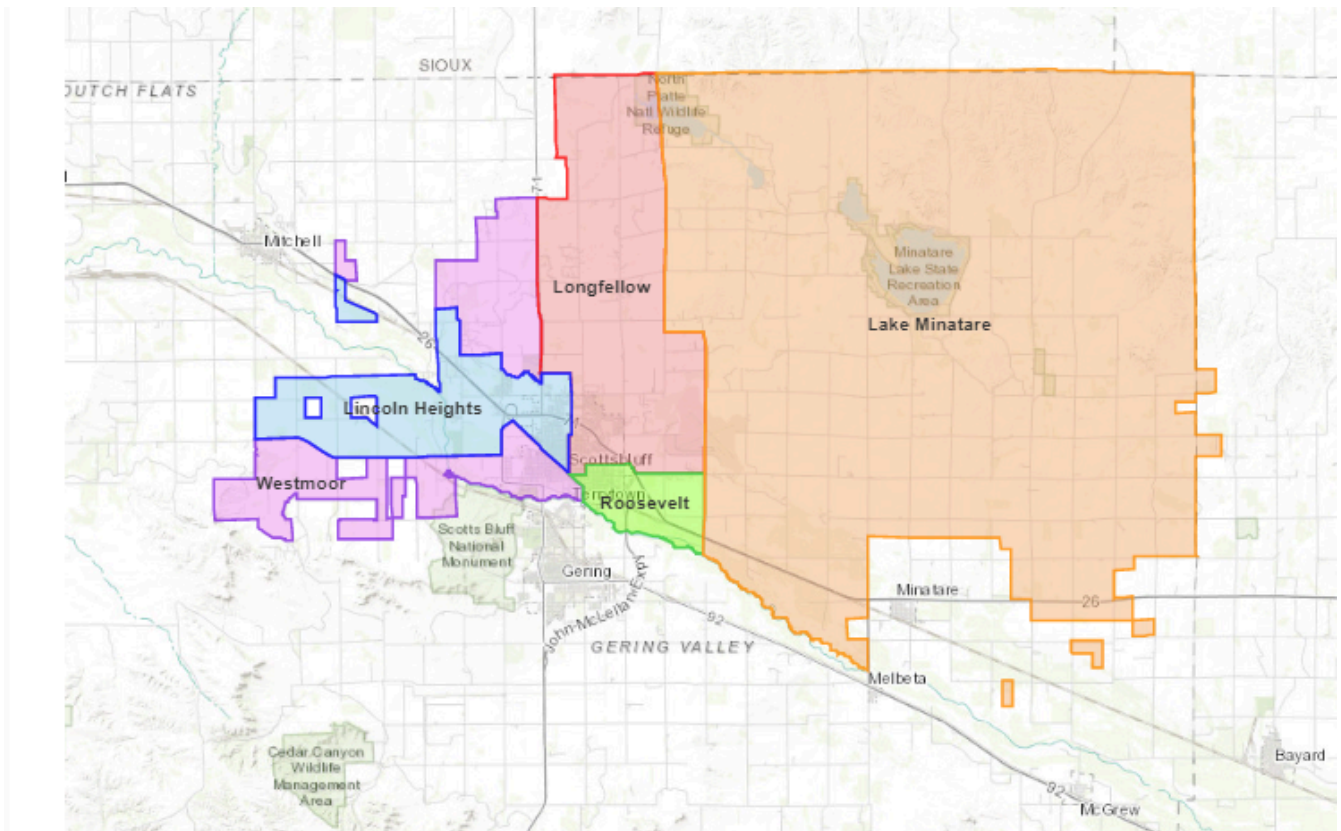 SIOUX
DUTCH FLATS
North
Platte
Natl Wildlife
Refuge
71
Mitchell
Minatare
Lake State
Recreation
Area
Longfellow
Lake Minatare
26
Lincoln Heights
71
Scottsbluff
Westmoor
Terrytown
Roosevelt
Scotts Bluff
National
Monument
Gering
Minatare
26
John McLellan Expy
92
GERING VALLEY
Melbeta
Cedar Canyon
Wildlife
Management
Area
Bayard
92
McGrew